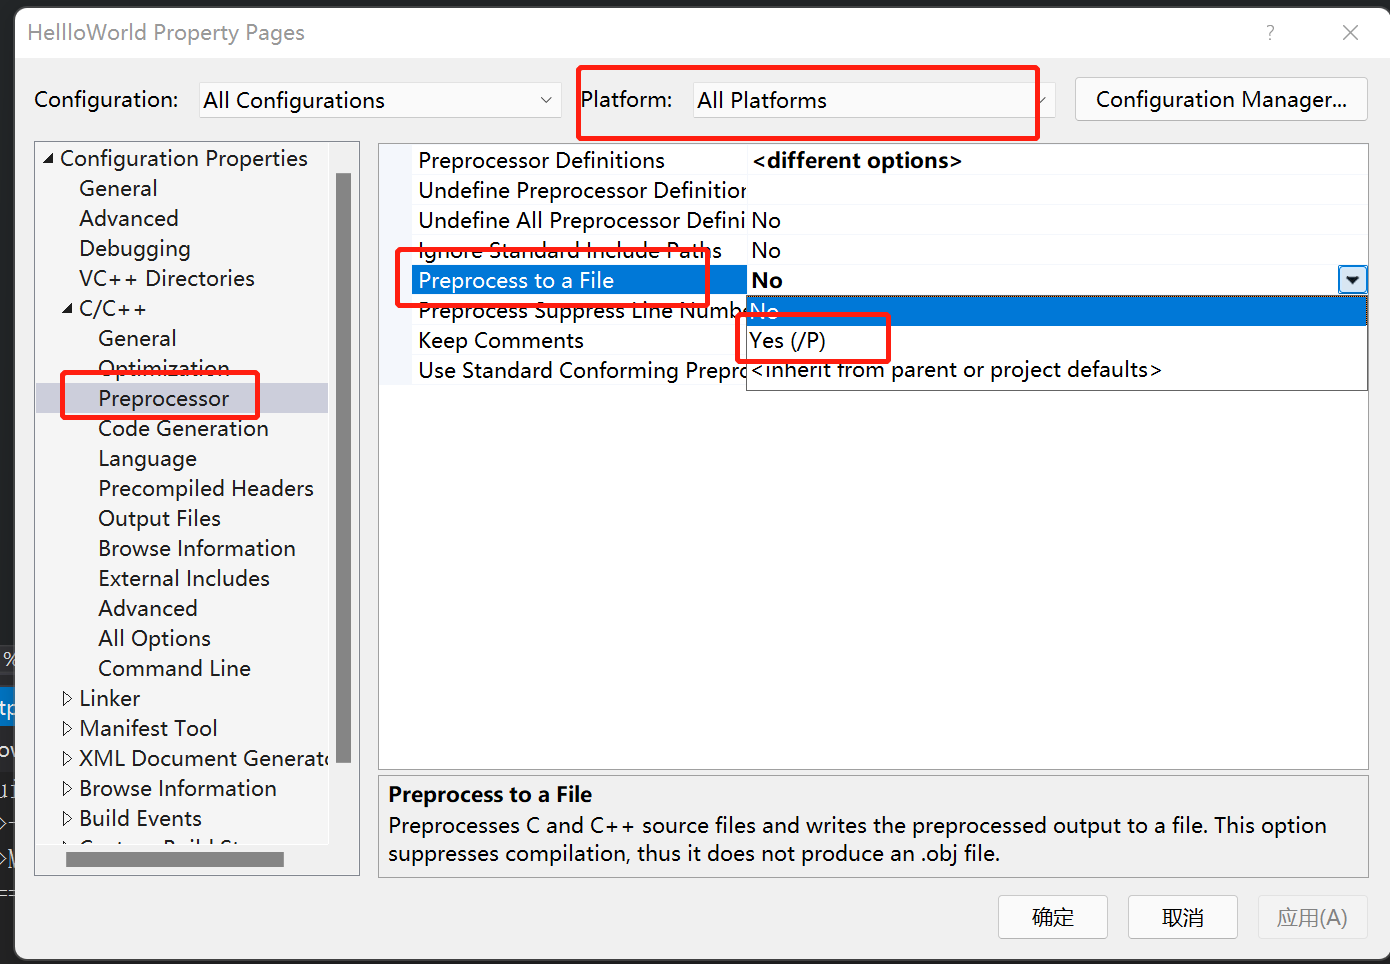 HellloWorld Property Pages
?
Configuration: All Configurations Platform: All Platforms Configuration Manager...
Configuration Properties
General
Advanced
Debugging
VC++ Directories
C/C++
General
Optimization
Preprocessor
Code Generation
Language
Precompiled Headers
Output Files
Browse Information
External Includes
Advanced
All Options
Command Line
Linker
Manifest Tool
XML Document Generato
Browse Information
Build Events
Preprocessor Definitions <different options>
Undefine Preprocessor Definition
Undefine All Preprocessor Defini No
Ignore Standard Include Paths No
Preprocess to a File No
Preprocess Suppress Line Numbe No
Keep Comments Yes (/P)
Use Standard Conforming Prepro <inherit from parent or project defaults>
Preprocess to a File
Preprocesses C and C++ source files and writes the preprocessed output to a file. This option
suppresses compilation, thus it does not produce an .obj file.
确定 取消 应用(A)